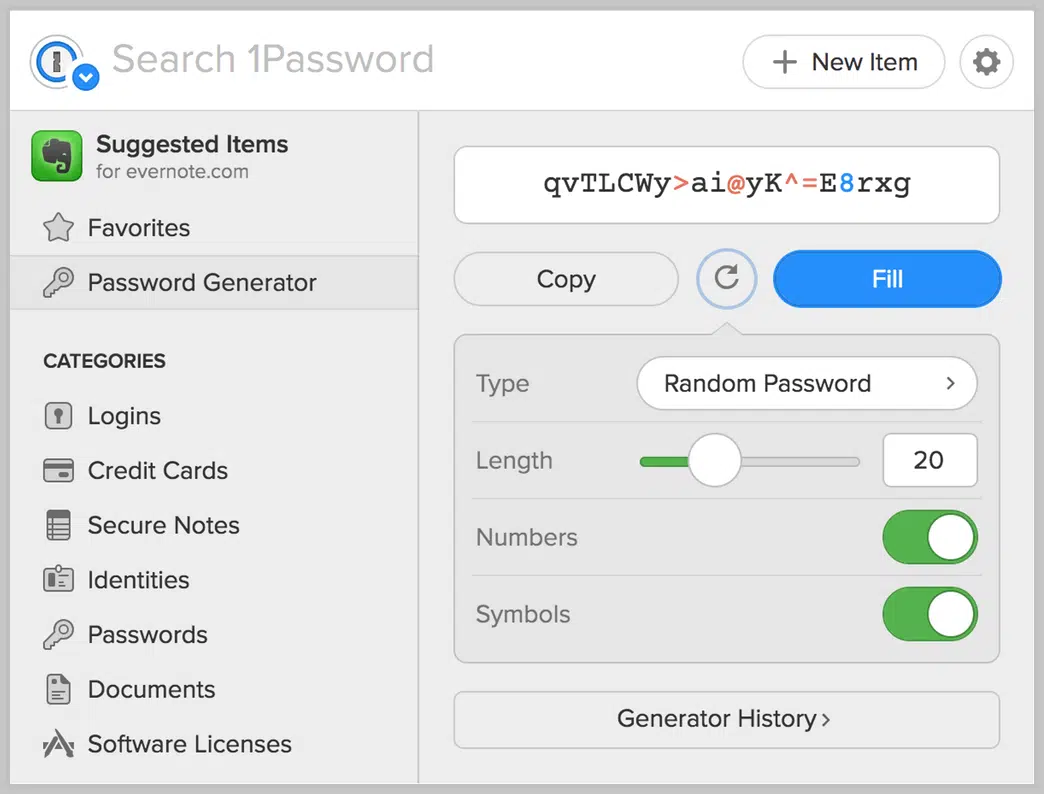 Search 1Password
New Item
Suggested Items
for evernote.com
Favorites
Password Generator
CATEGORIES
Logins
Credit Cards
Secure Notes
Identities
Passwords
Documents
Software Licenses
qvTLCWy>ai@yK^=E8rxg
Copy
Fill
Type
Random Password >
Length
20
Numbers
Symbols
Generator History >